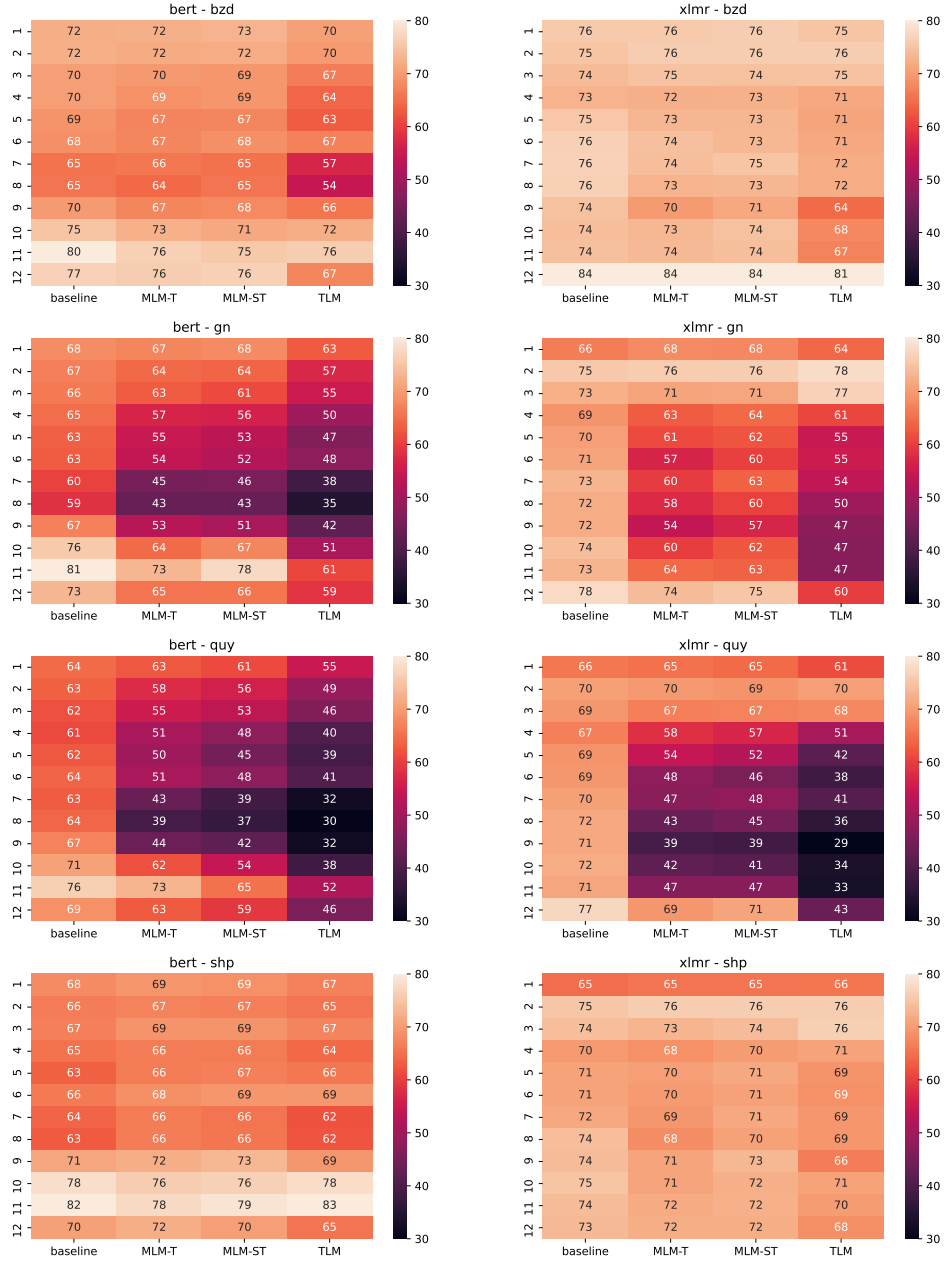 bert - bzd
1 72 72 73 70 80
2 72 72 72 70
3 70 70 69 67 70
4 70 69 69 64
5 69 67 67 63 60
6 68 67 68 67
7 65 66 65 57 50
8 65 64 65 54
9 70 67 68 66 40
10 75 73 71 72
11 80 76 75 76
12 77 76 76 67 30
baseline MLM-T MLM-ST TLM
xlmr - bzd
1 76 76 76 75 80
2 75 76 76 76
3 74 75 74 75 70
4 73 72 73 71
5 75 73 73 71 60
6 76 74 73 71
7 76 74 75 72 50
8 76 73 73 72
9 74 70 71 64 40
10 74 73 74 68
11 74 74 74 67
12 84 84 84 81 30
baseline MLM-T MLM-ST TLM
bert - gn
1 68 67 68 63 80
2 67 64 64 57
3 66 63 61 55 70
4 65 57 56 50
5 63 55 53 47 60
6 63 54 52 48
7 60 45 46 38 50
8 59 43 43 35
9 67 53 51 42 40
10 76 64 67 51
11 81 73 78 61
12 73 65 66 59 30
baseline MLM-T MLM-ST TLM
xlmr - gn
1 66 68 68 64 80
2 75 76 76 78
3 73 71 71 77 70
4 69 63 64 61
5 70 61 62 55 60
6 71 57 60 55
7 73 60 63 54 50
8 72 58 60 50
9 72 54 57 47 40
10 74 60 62 47
11 73 64 63 47
12 78 74 75 60 30
baseline MLM-T MLM-ST TLM
bert - quy
1 64 63 61 55 80
2 63 58 56 49
3 62 55 53 46 70
4 61 51 48 40
5 62 50 45 39 60
6 64 51 48 41
7 63 43 39 32 50
8 64 39 37 30
9 67 44 42 32 40
10 71 62 54 38
11 76 73 65 52
12 69 63 59 46 30
baseline MLM-T MLM-ST TLM
xlmr - quy
1 66 65 65 61 80
2 70 70 69 70
3 69 67 67 68 70
4 67 58 57 51
5 69 54 52 42 60
6 69 48 46 38
7 70 47 48 41 50
8 72 43 45 36
9 71 39 39 29 40
10 72 42 41 34
11 71 47 47 33
12 77 69 71 43 30
baseline MLM-T MLM-ST TLM
bert - shp
1 68 69 69 67 80
2 66 67 67 65
3 67 69 69 67 70
4 65 66 66 64
5 63 66 67 66 60
6 66 68 69 69
7 64 66 66 62 50
8 63 66 66 62
9 71 72 73 69 40
10 78 76 76 78
11 82 78 79 83
12 70 72 70 65 30
baseline MLM-T MLM-ST TLM
xlmr - shp
1 65 65 65 66 80
2 75 76 76 76
3 74 73 74 76 70
4 70 68 70 71
5 71 70 71 69 60
6 71 70 71 69
7 72 69 71 69 50
8 74 68 70 69
9 74 71 73 66 40
10 75 71 72 71
11 74 72 72 70
12 73 72 72 68 30
baseline MLM-T MLM-ST TLM